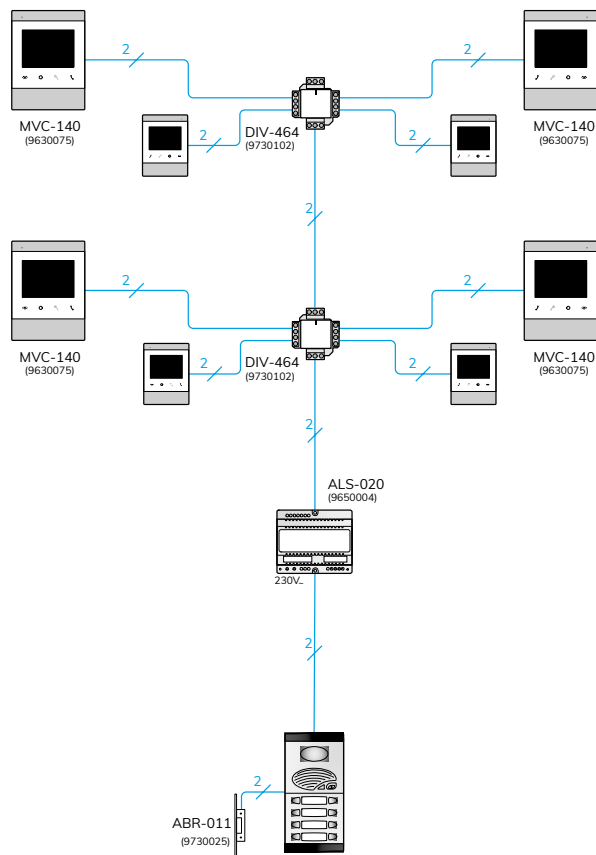 2
2
MVC-140
(9630075)
2
DIV-464
(9730102)
2
MVC-140
(9630075)
2
2
2
MVC-140
(9630075)
2
DIV-464
(9730102)
2
MVC-140
(9630075)
2
ALS-020
(9650004)
230V
2
2
ABR-011
(9730025)